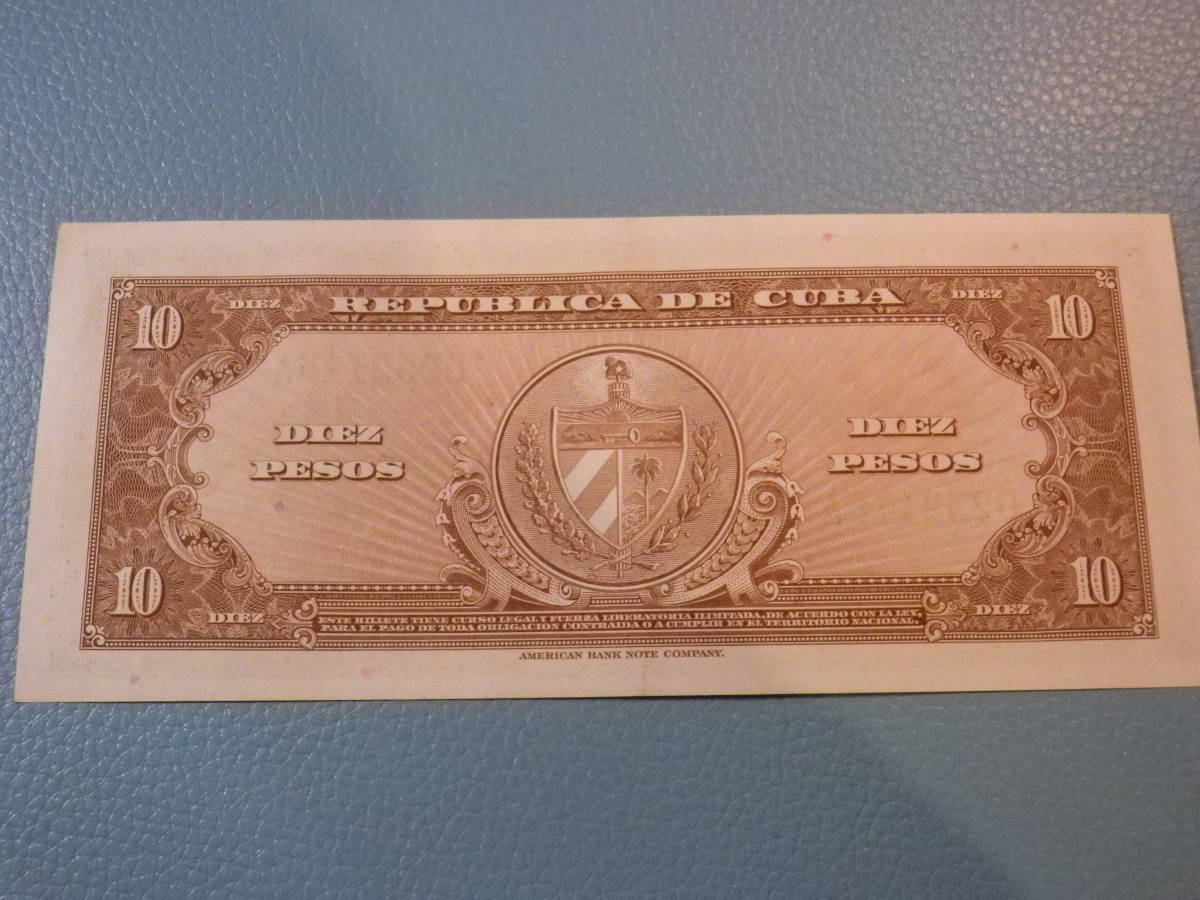 10 DIEZ REPUBLICA DE CUBA DIEZ 10
DIEZ
PESOS
DIEZ
PESOS
10 DIEZ
DIEZ 10
ESTE BILLETE TIENE CURSO LEGAL Y FUERZA LIBERATORIA ILIMITADA, DE ACUERDO CON LA LEY,
PARA EL PAGO DE TODA OBLIGACION CONTRAIDA O A CUMPLIR EN EL TERRITORIO NACIONAL.
AMERICAN BANK NOTE COMPANY.